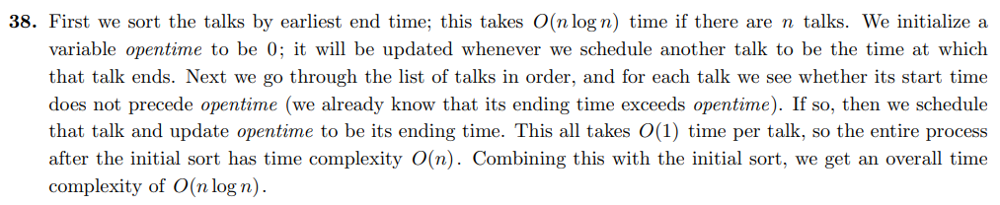 38. First we sort the talks by earliest end time; this takes O(n log n) time if there are n talks. We initialize a
variable opentime to be 0; it will be updated whenever we schedule another talk to be the time at which
that talk ends. Next we go through the list of talks in order, and for each talk we see whether its start time
does not precede opentime (we already know that its ending time exceeds opentime). If so, then we schedule
that talk and update opentime to be its ending time. This all takes O(1) time per talk, so the entire process
after the initial sort has time complexity O(n). Combining this with the initial sort, we get an overall time
complexity of O(n log n).